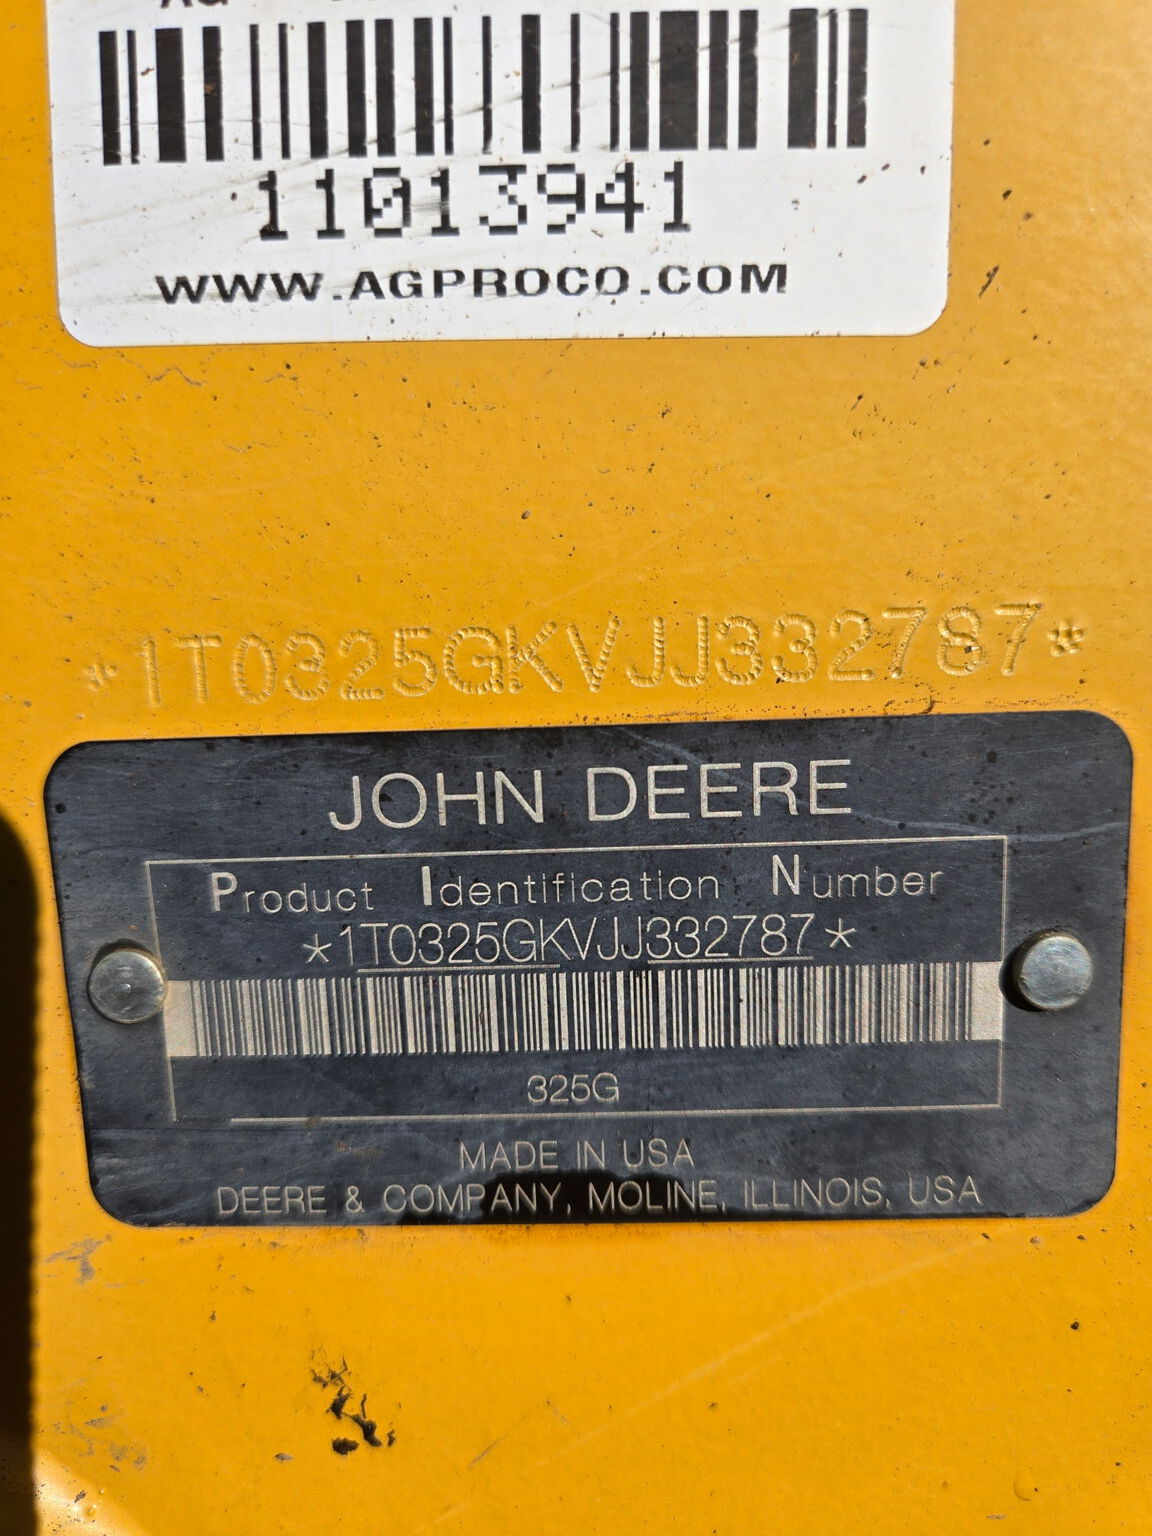 11013941
WWW.AGPROCO.COM
*1T0325GKVJJ332787*
JOHN DEERE
Product Identification Number
*1T0325GKVJJ332787*
325G
MADE IN USA
DEERE & COMPANY, MOLINE, ILLINOIS, USA